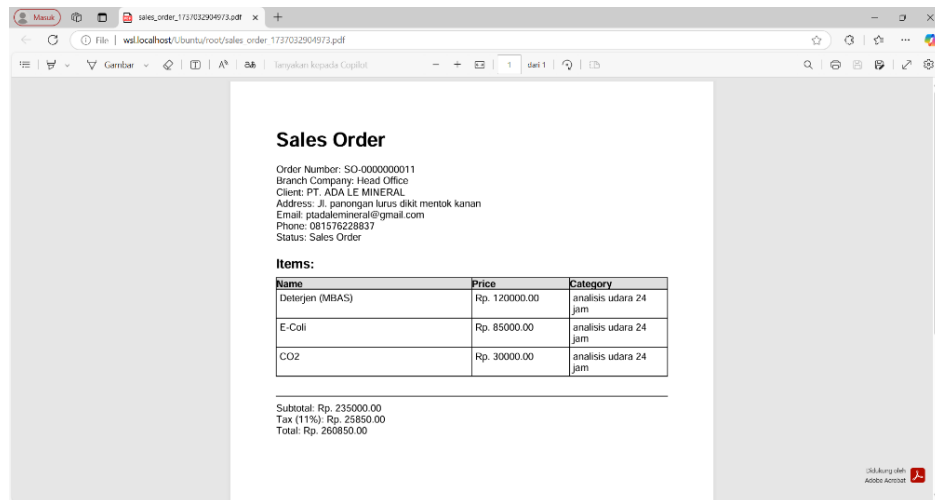 Masuk
sales_order_1737032904973.pdf
File
wsl.localhost/Ubuntu/root/sales_order_1737032904973.pdf
Gambar
Tanyakan kepada Copilot
1
dari 1
Sales Order
Order Number: SO-0000000011
Branch Company: Head Office
Client: PT. ADA LE MINERAL
Address: Jl. panongan lurus dikit mentok kanan
Email: ptadalemineral@gmail.com
Phone: 081576228837
Status: Sales Order
Items:
Name Price Category
Deterjen (MBAS) Rp. 120000.00 analisis udara 24
jam
E-Coli Rp. 85000.00 analisis udara 24
jam
CO2 Rp. 30000.00 analisis udara 24
jam
Subtotal: Rp. 235000.00
Tax (11%): Rp. 25850.00
Total: Rp. 260850.00
Didukung oleh
Adobe Acrobat